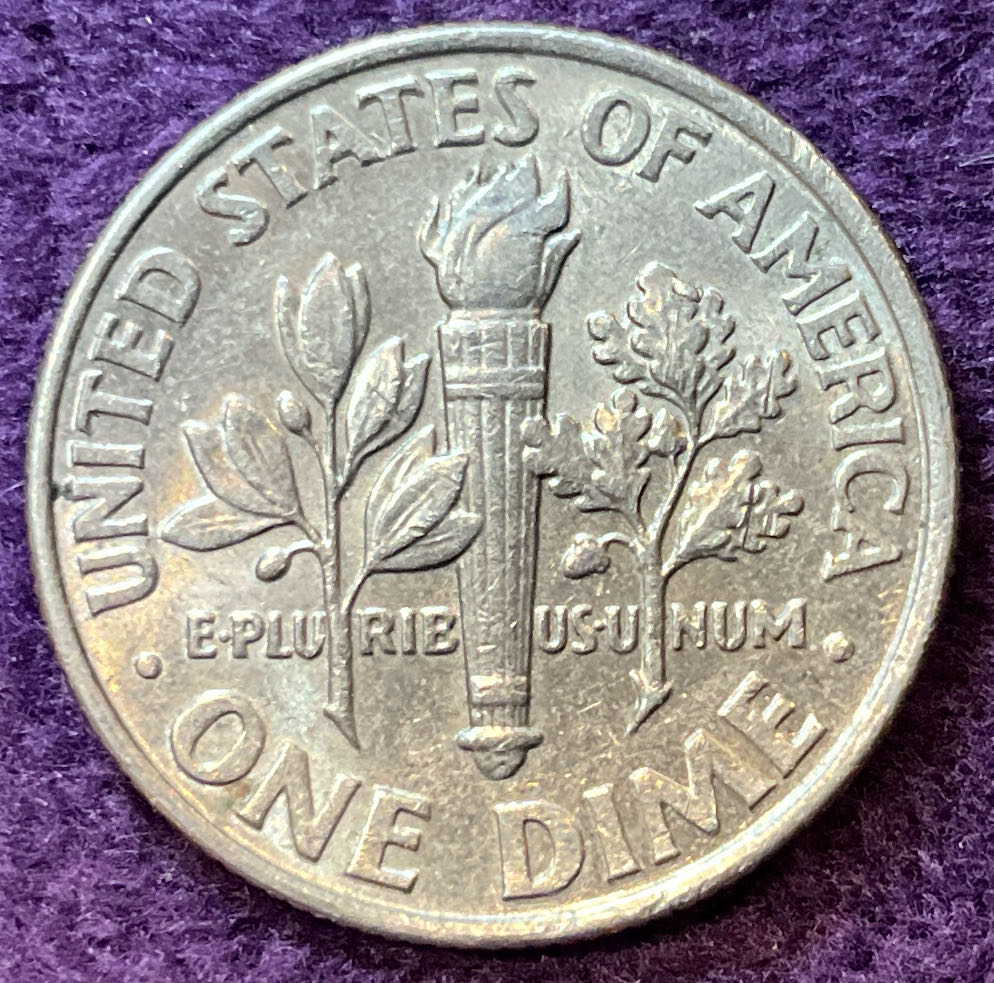 UNITED STATES OF AMERICA
E·PLURIBUS·UNUM
· ONE DIME ·